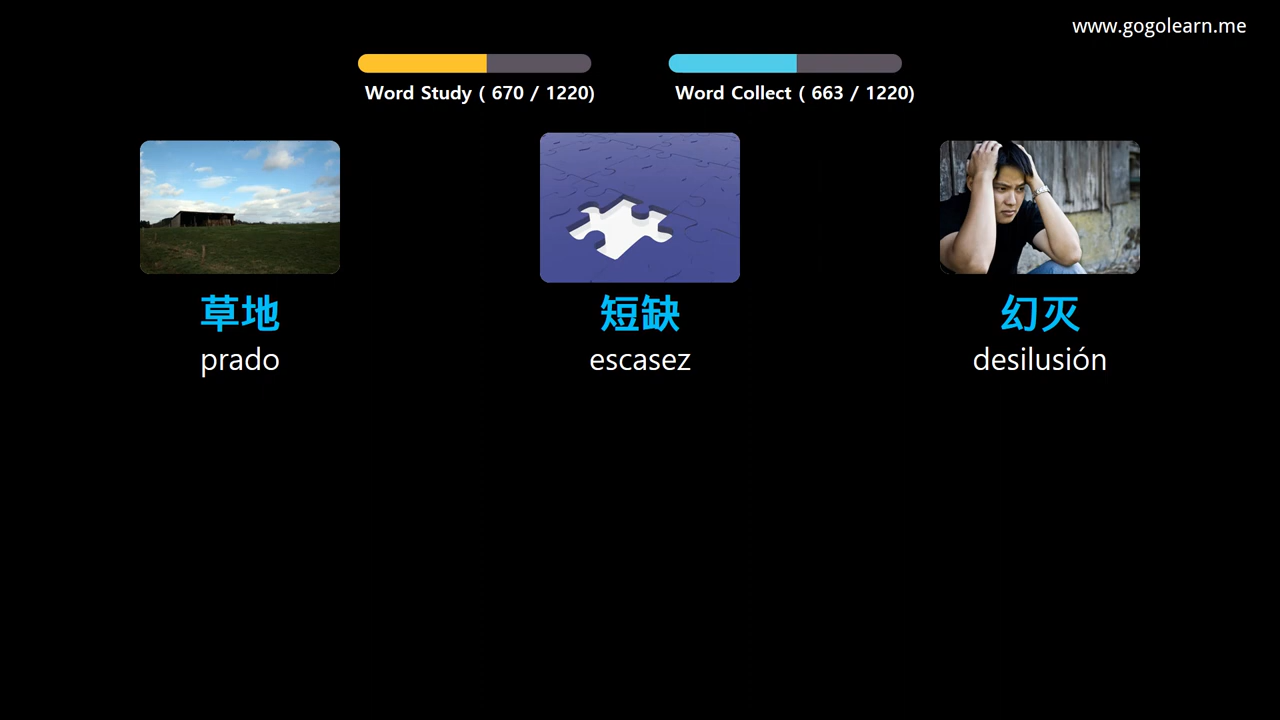 www.gogolearn.me
Word Study ( 670 / 1220)
Word Collect ( 663 / 1220)
草地
prado
短缺
escasez
幻灭
desilusión